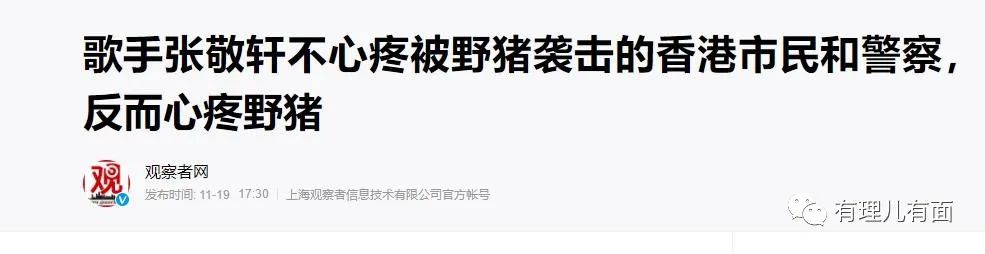 歌手张敬轩不心疼被野猪袭击的香港市民和警察，
反而心疼野猪
观
观察者网
发布时间: 11-19 17:30 | 上海观察者信息技术有限公司官方帐号
有理儿有面